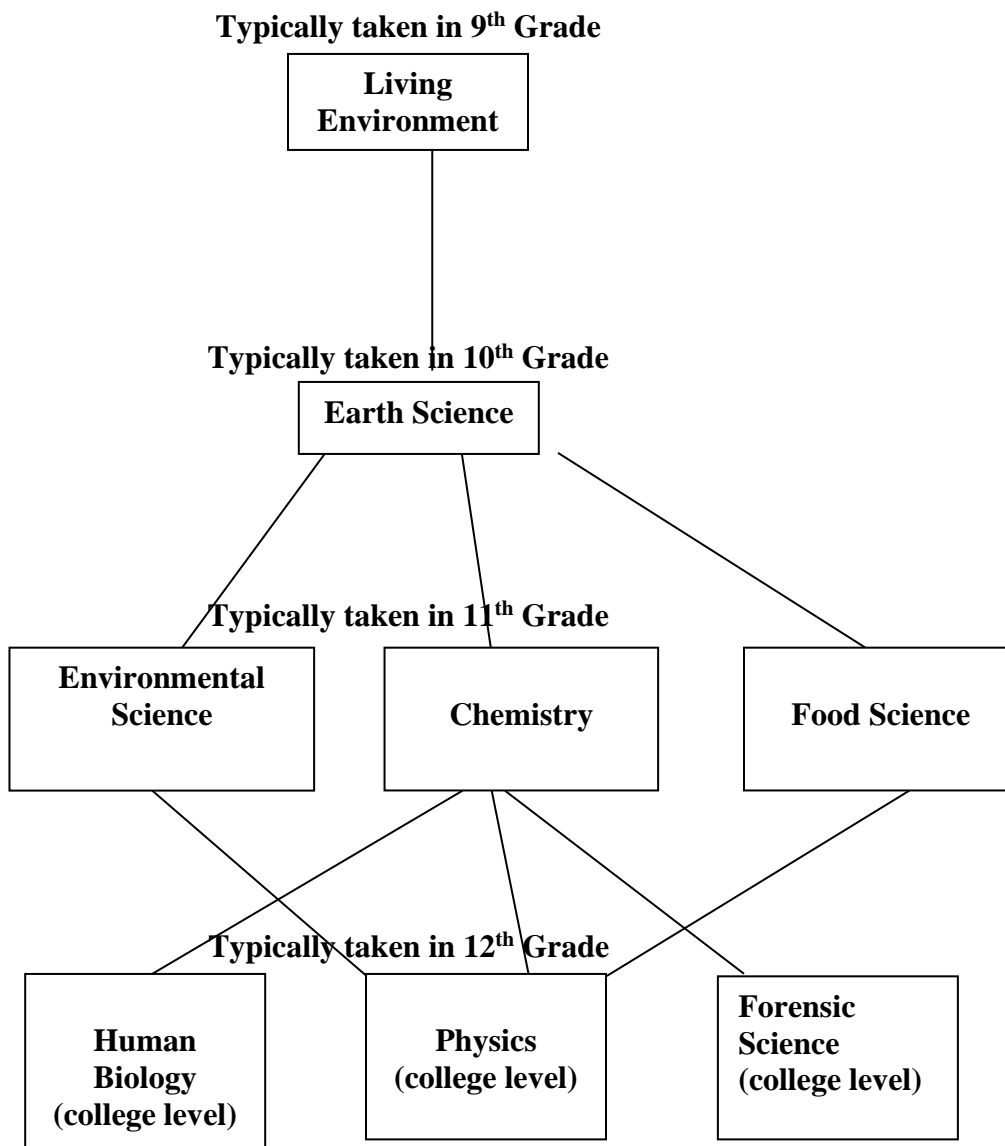 Typically taken in 9th Grade
Living
Environment
Typically taken in 10th Grade
Earth Science
Typically taken in 11th Grade
Environmental
Science
Chemistry
Food Science
Typically taken in 12th Grade
Human
Biology
(college level)
Physics
(college level)
Forensic
Science
(college level)